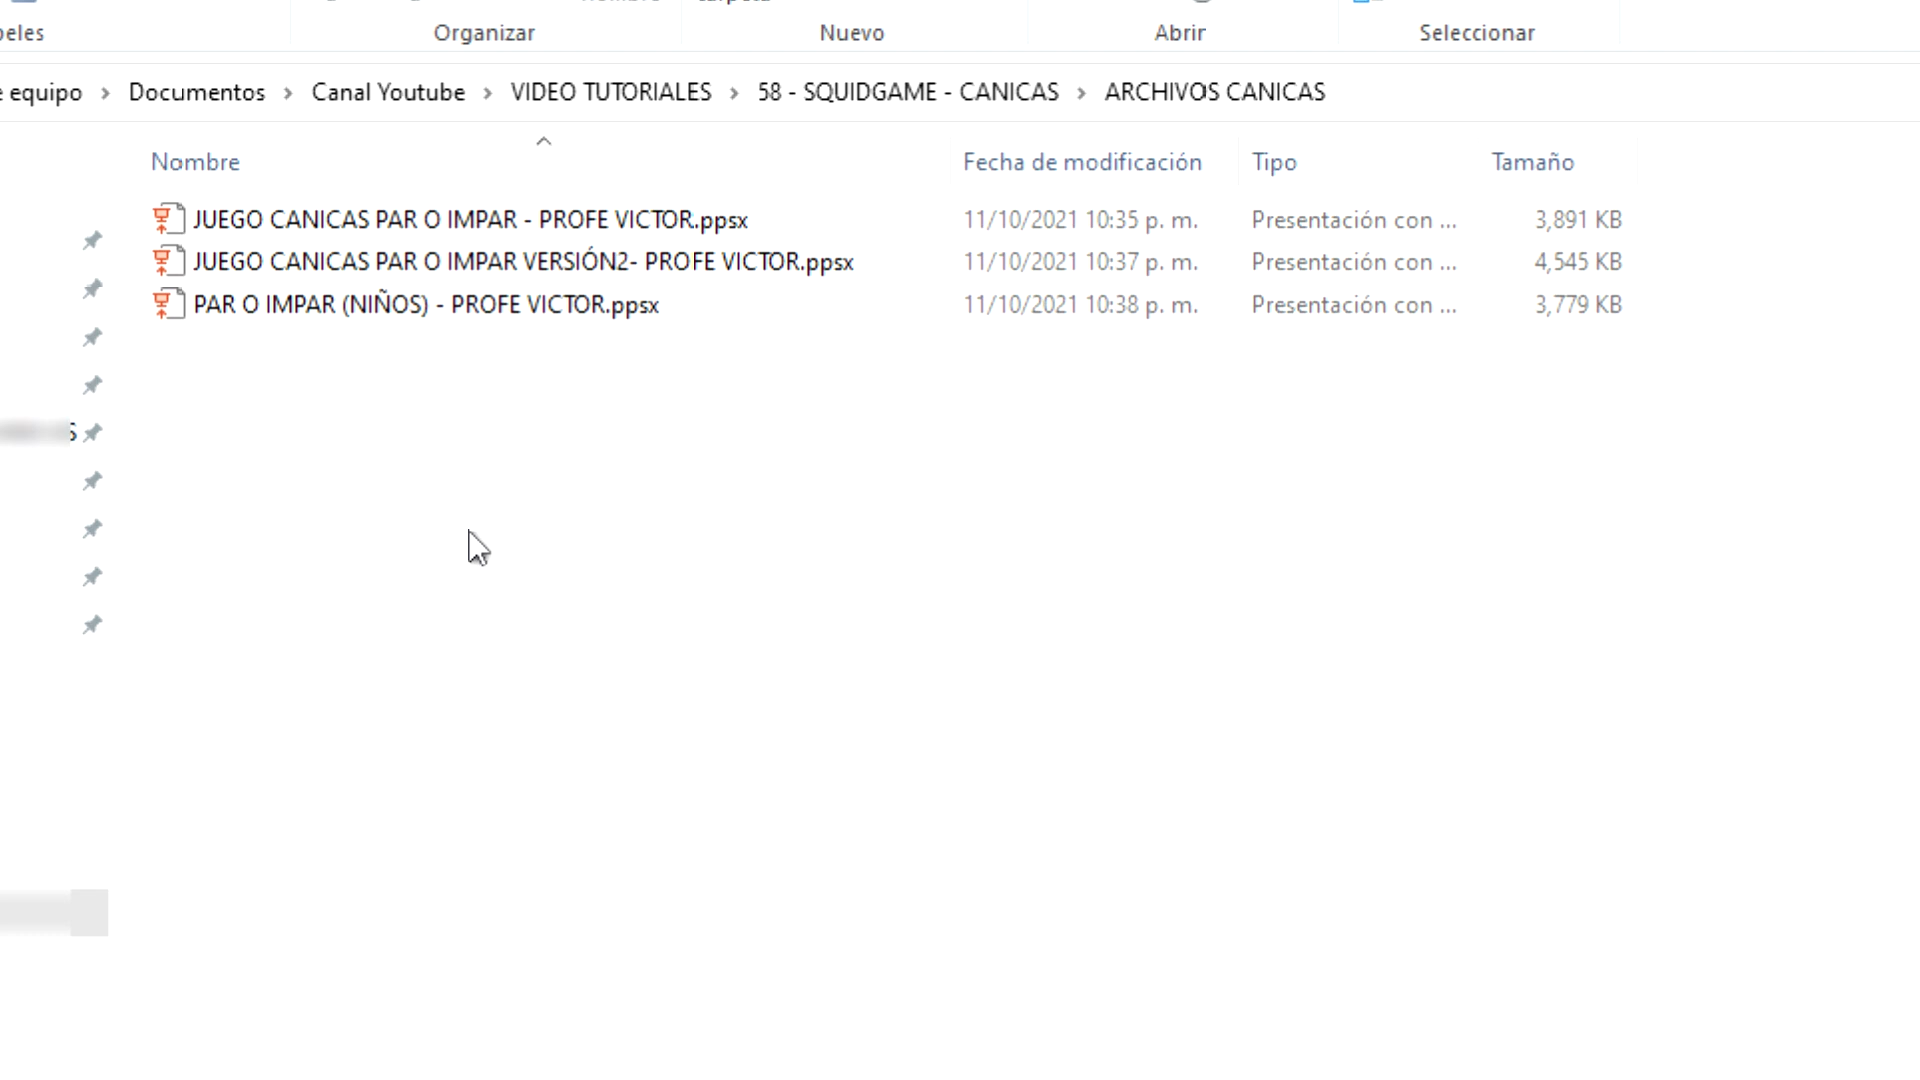 Organizar Nuevo Abrir Seleccionar
equipo > Documentos > Canal Youtube > VIDEO TUTORIALES > 58 - SQUIDGAME - CANICAS > ARCHIVOS CANICAS
Nombre Fecha de modificación Tipo Tamaño
JUEGO CANICAS PAR O IMPAR - PROFE VICTOR.ppsx 11/10/2021 10:35 p. m. Presentación con ... 3,891 KB
JUEGO CANICAS PAR O IMPAR VERSIÓN2- PROFE VICTOR.ppsx 11/10/2021 10:37 p. m. Presentación con ... 4,545 KB
PAR O IMPAR (NIÑOS) - PROFE VICTOR.ppsx 11/10/2021 10:38 p. m. Presentación con ... 3,779 KB